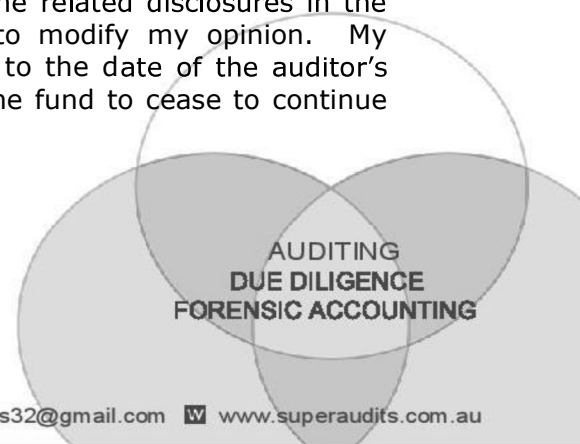 he related disclosures in the
to modify my opinion. My
to the date of the auditor's
ne fund to cease to continue
AUDITING
DUE DILIGENCE
FORENSIC ACCOUNTING
s32@gmail.com W www.superaudits.com.au